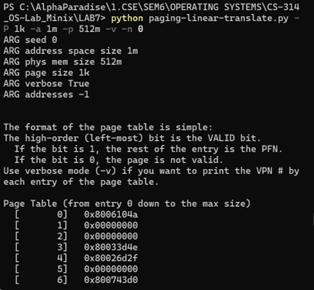 PS C:\AlphaParadise\1.CSE\SEM6\OPERATING SYSTEMS\CS-314
_OS-Lab_Minix\LAB7> python paging-linear-translate.py -
P 1k -a 1m -p 512m -v -n 0
ARG seed 0
ARG address space size 1m
ARG phys mem size 512m
ARG page size 1k
ARG verbose True
ARG addresses -1
The format of the page table is simple:
The high-order (left-most) bit is the VALID bit.
If the bit is 1, the rest of the entry is the PFN.
If the bit is 0, the page is not valid.
Use verbose mode (-v) if you want to print the VPN # by
each entry of the page table.
Page Table (from entry 0 down to the max size)
[ 0] 0x8006104a
[ 1] 0x00000000
[ 2] 0x00000000
[ 3] 0x80033d4e
[ 4] 0x80026d2f
[ 5] 0x00000000
[ 6] 0x800743d0